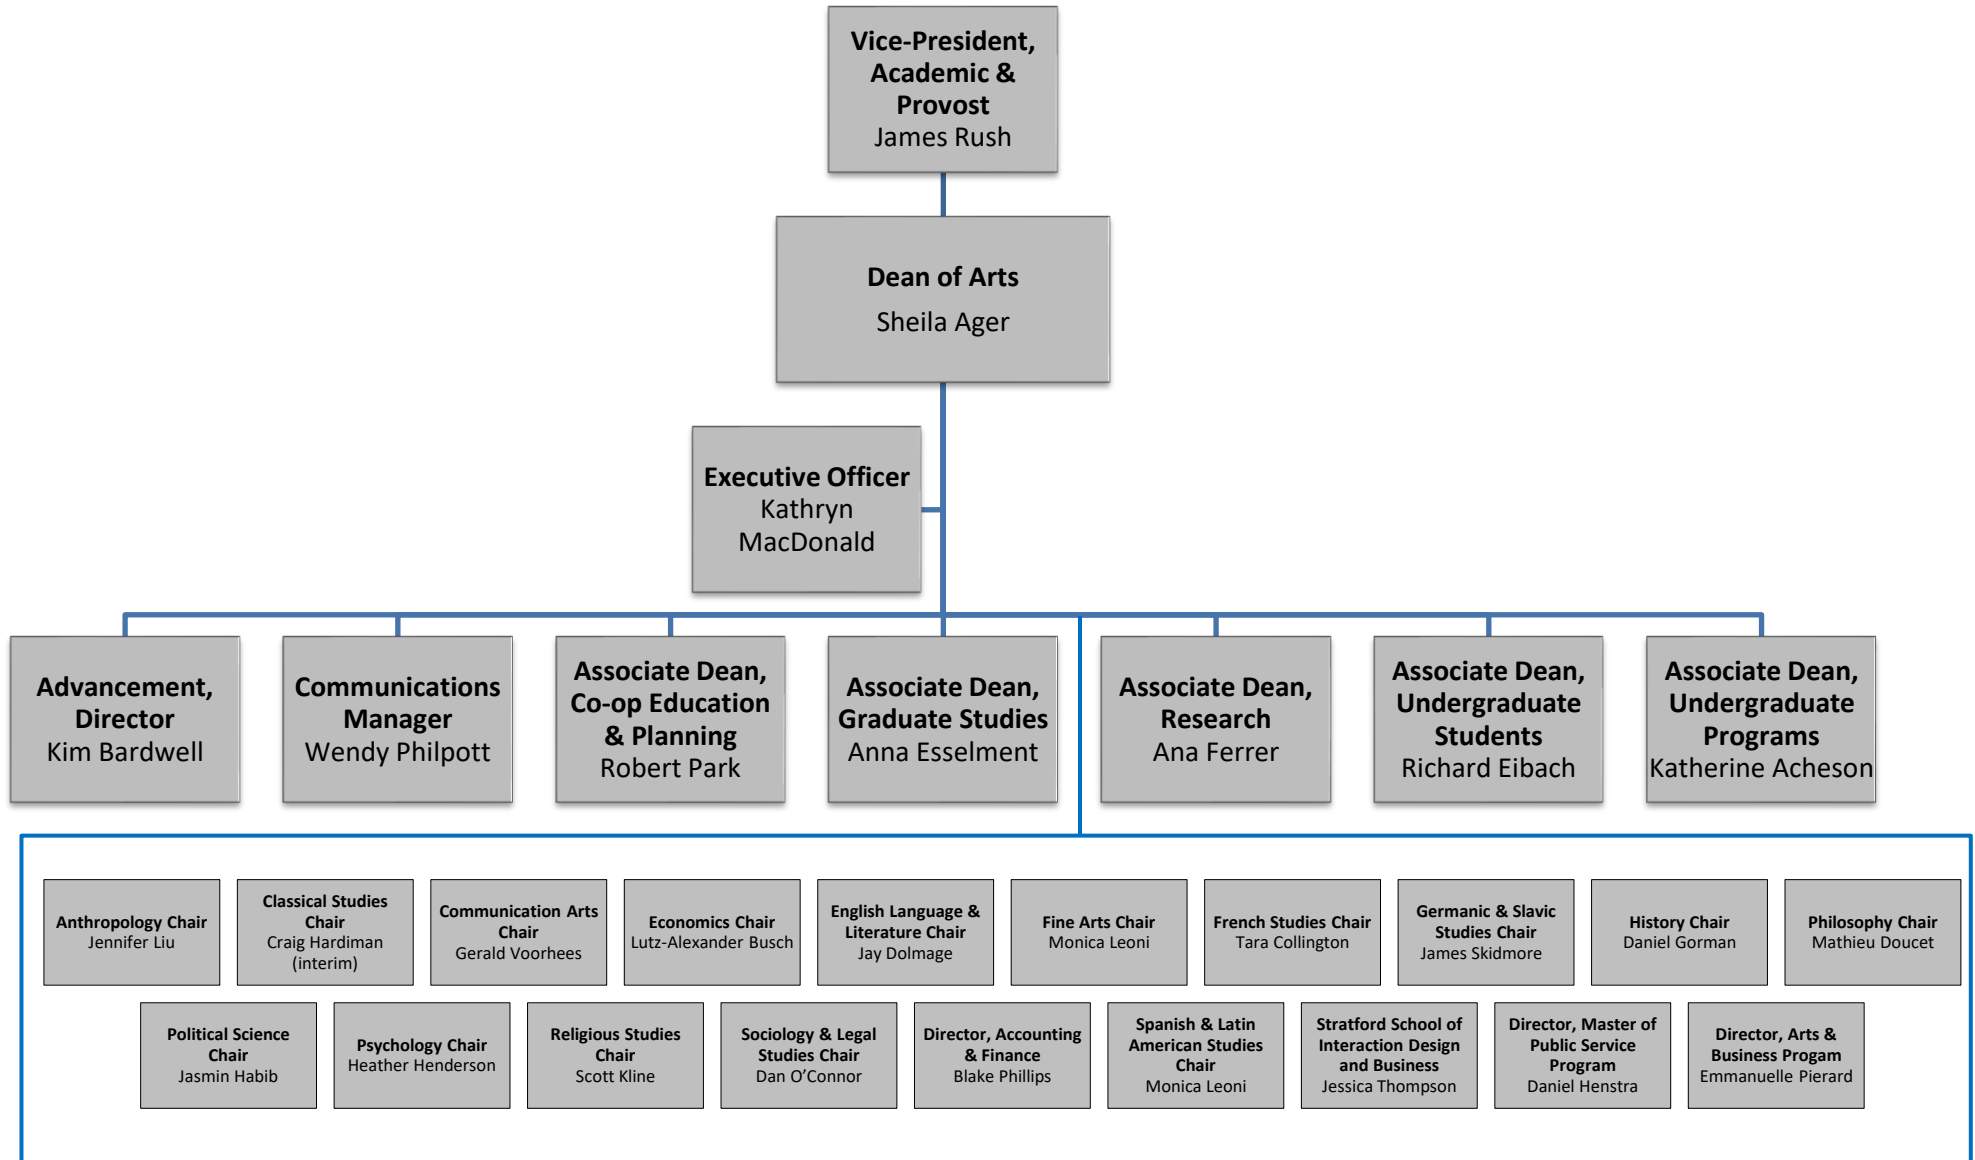 Vice-President,
Academic &
Provost
James Rush
Dean of Arts
Sheila Ager
Executive Officer
Kathryn
MacDonald
Advancement,
Director
Kim Bardwell
Communications
Manager
Wendy Philpott
Associate Dean,
Co-op Education
& Planning
Robert Park
Associate Dean,
Graduate Studies
Anna Esselment
Associate Dean,
Research
Ana Ferrer
Associate Dean,
Undergraduate
Students
Richard Eibach
Associate Dean,
Undergraduate
Programs
Katherine Acheson
Anthropology Chair
Jennifer Liu
Classical Studies
Chair
Craig Hardiman
(interim)
Communication Arts
Chair
Gerald Voorhees
Economics Chair
Lutz-Alexander Busch
English Language &
Literature Chair
Jay Dolmage
Fine Arts Chair
Monica Leoni
French Studies Chair
Tara Collington
Germanic & Slavic
Studies Chair
James Skidmore
History Chair
Daniel Gorman
Philosophy Chair
Mathieu Doucet
Political Science
Chair
Jasmin Habib
Psychology Chair
Heather Henderson
Religious Studies
Chair
Scott Kline
Sociology & Legal
Studies Chair
Dan O’Connor
Director, Accounting
& Finance
Blake Phillips
Spanish & Latin
American Studies
Chair
Monica Leoni
Stratford School of
Interaction Design
and Business
Jessica Thompson
Director, Master of
Public Service
Program
Daniel Henstra
Director, Arts &
Business Progam
Emmanuelle Pierard